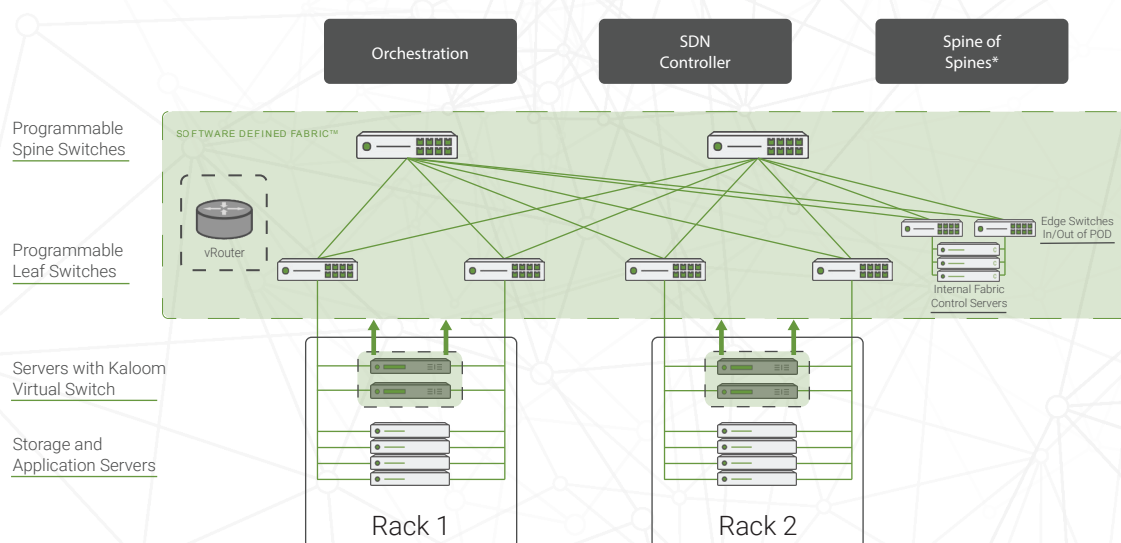 Orchestration
SDN
Controller
Spine of
Spines*
Programmable
Spine Switches
SOFTWARE DEFINED FABRIC™
vRouter
Edge Switches
In/Out of POD
Programmable
Leaf Switches
Internal Fabric
Control Servers
Servers with Kaloom
Virtual Switch
Storage and
Application Servers
Rack 1
Rack 2